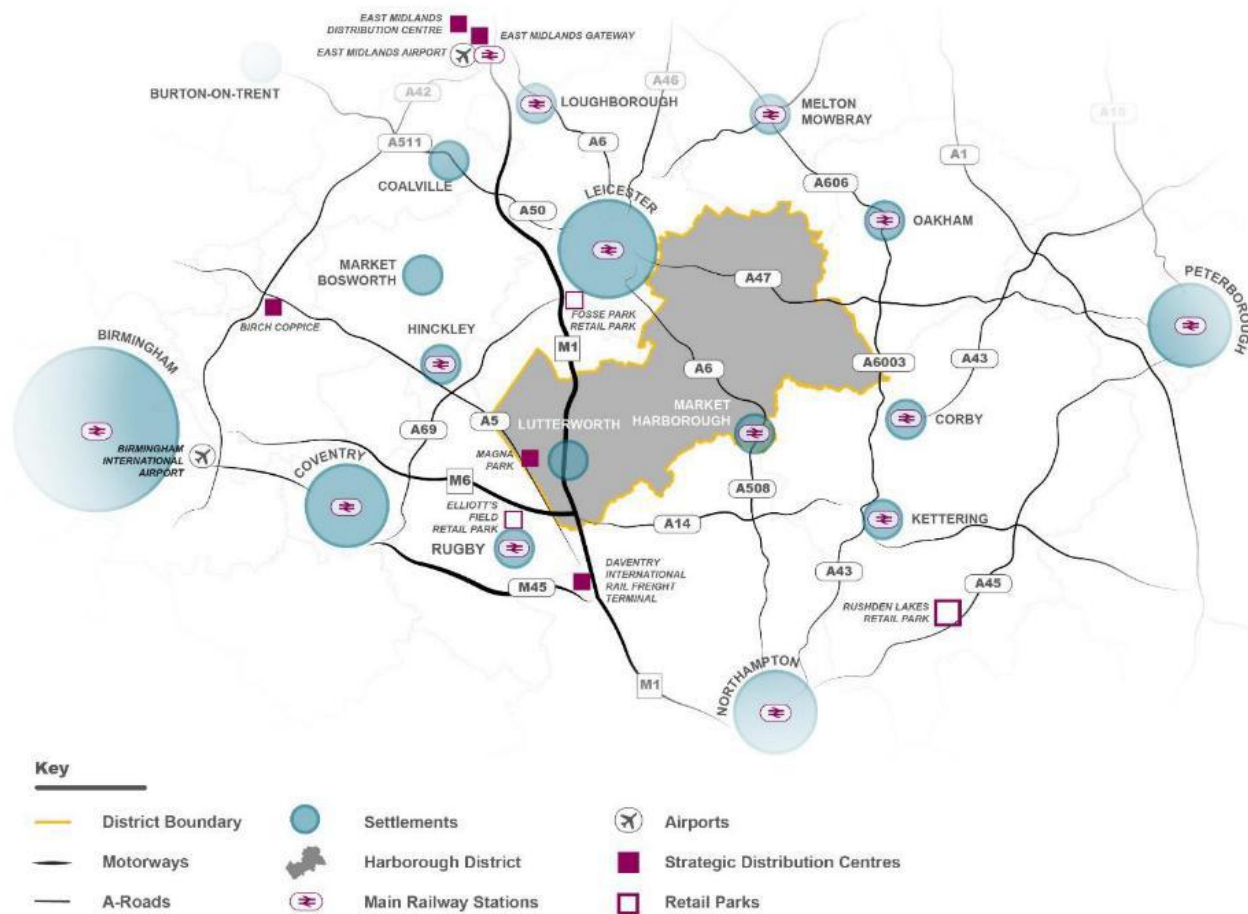 EAST MIDLANDS
DISTRIBUTION CENTRE
EAST MIDLANDS GATEWAY
EAST MIDLANDS AIRPORT
BURTON-ON-TRENT
A42
LOUGHBOROUGH
A46
MELTON
MOWBRAY
A15
A511
A6
A1
COALVILLE
LEICESTER
A606
A50
OAKHAM
MARKET
BOSWORTH
A47
PETERBOROUGH
BIRCH COPPICE
FOSSE PARK
RETAIL PARK
BIRMINGHAM
HINCKLEY
M1
A6
A6003
A43
A5
LUTTERWORTH
MARKET
HARBOROUGH
CORBY
A69
BIRMINGHAM
INTERNATIONAL
AIRPORT
COVENTRY
MAGNA
PARK
M6
A508
ELLIOTT'S
FIELD
RETAIL PARK
A14
KETTERING
RUGBY
DAVENTRY
INTERNATIONAL
RAIL FREIGHT
TERMINAL
M45
A43
A45
RUSHDEN LAKES
RETAIL PARK
NORTHAMPTON
M1
Key
District Boundary
Settlements
Airports
Motorways
Harborough District
Strategic Distribution Centres
A-Roads
Main Railway Stations
Retail Parks